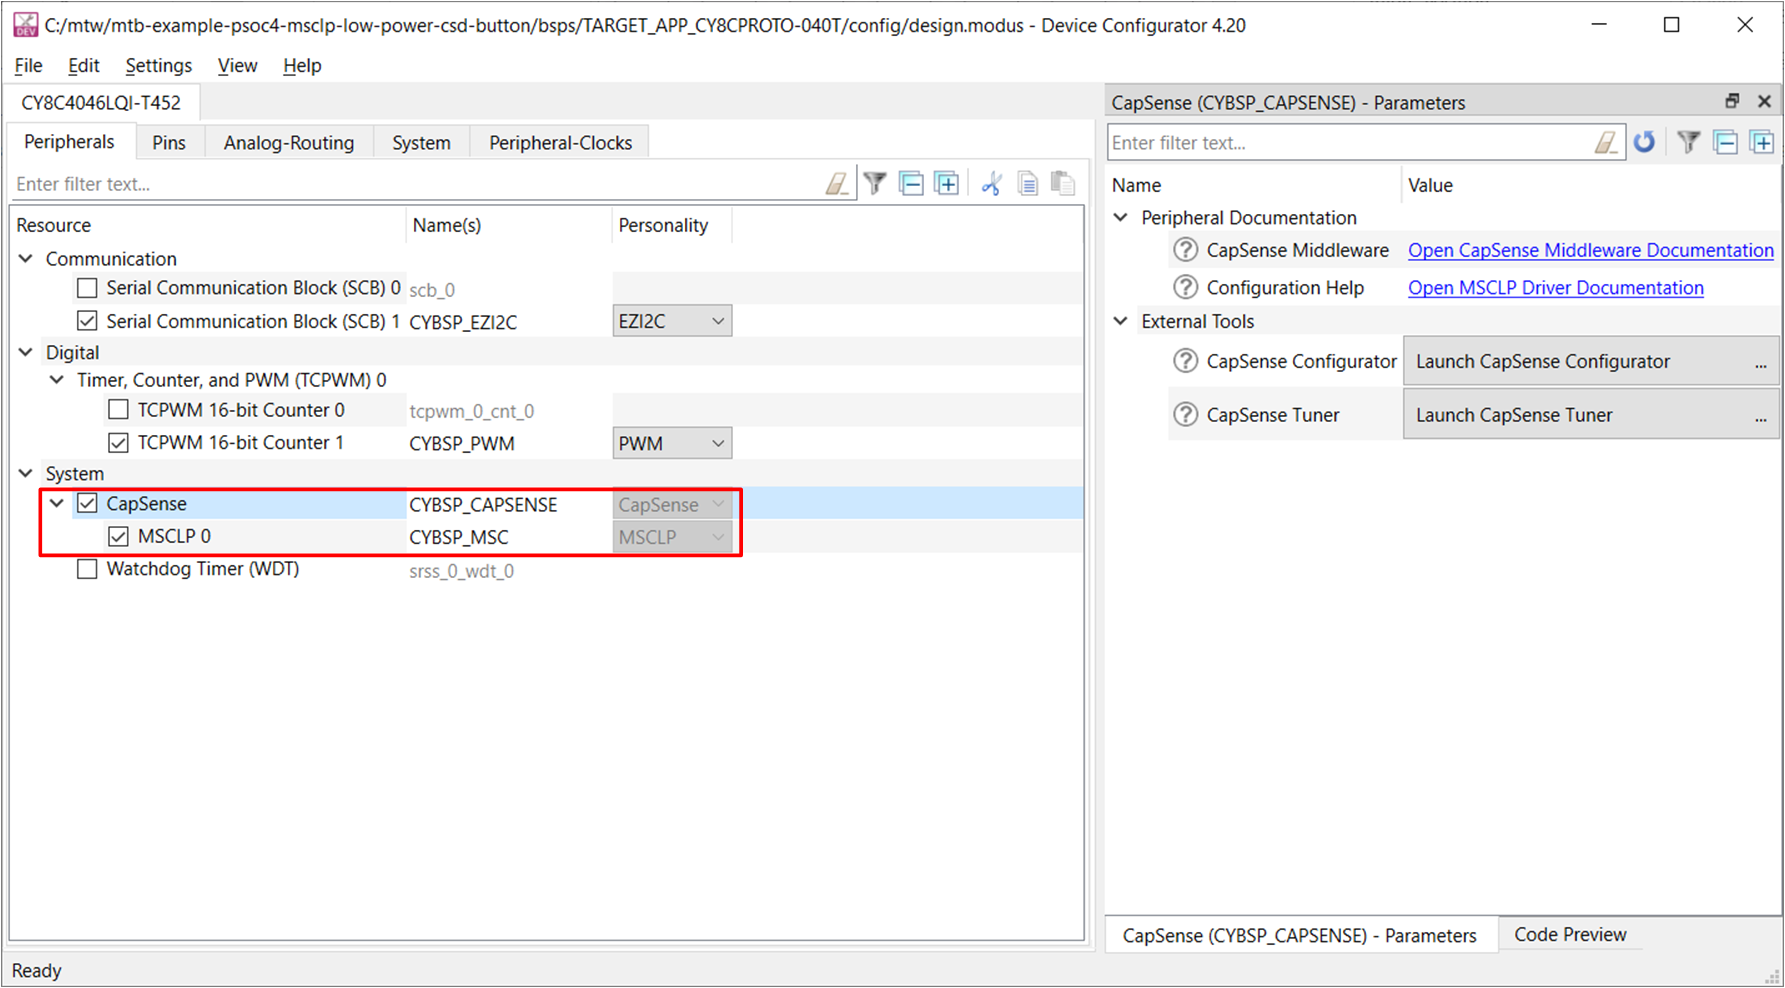 C:/mtw/mtb-example-psoc4-msclp-low-power-csd-button/bsps/TARGET_APP_CY8CPROTO-040T/config/design.modus - Device Configurator 4.20
File Edit Settings View Help
CY8C4046LQI-T452
Peripherals Pins Analog-Routing System Peripheral-Clocks
Enter filter text...
Resource Name(s) Personality
Communication
Serial Communication Block (SCB) 0 scb_0
Serial Communication Block (SCB) 1 CYBSP_EZI2C EZI2C
Digital
Timer, Counter, and PWM (TCPWM) 0
TCPWM 16-bit Counter 0 tcpwm_0_cnt_0
TCPWM 16-bit Counter 1 CYBSP_PWM PWM
System
CapSense CYBSP_CAPSENSE CapSense
MSCLP 0 CYBSP_MSC MSCLP
Watchdog Timer (WDT) srss_0_wdt_0
CapSense (CYBSP_CAPSENSE) - Parameters
Enter filter text...
Name Value
Peripheral Documentation
CapSense Middleware Open CapSense Middleware Documentation
Configuration Help Open MSCLP Driver Documentation
External Tools
CapSense Configurator Launch CapSense Configurator ...
CapSense Tuner Launch CapSense Tuner ...
CapSense (CYBSP_CAPSENSE) - Parameters Code Preview
Ready